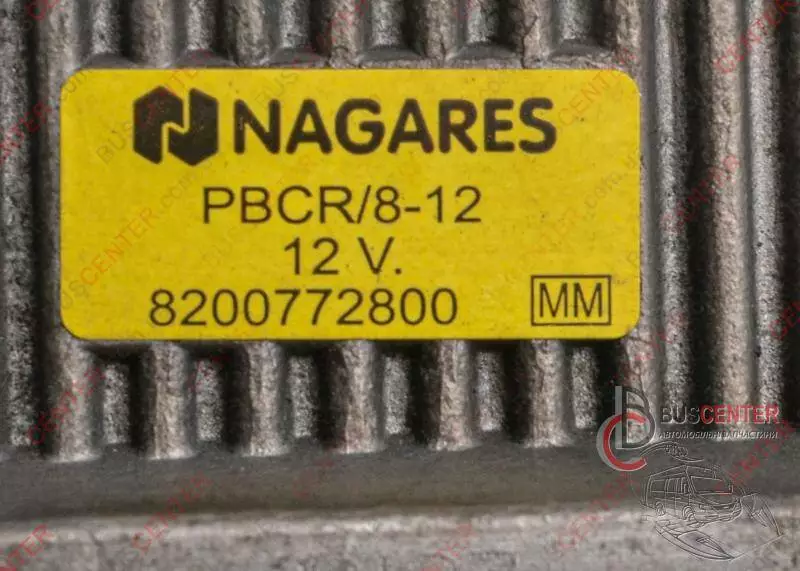 NAGARES
PBCR/8-12
12 V.
8200772800
MM
BUSCENTER
АВТОМОБІЛЬНІ ЗАПЧАСТИНИ